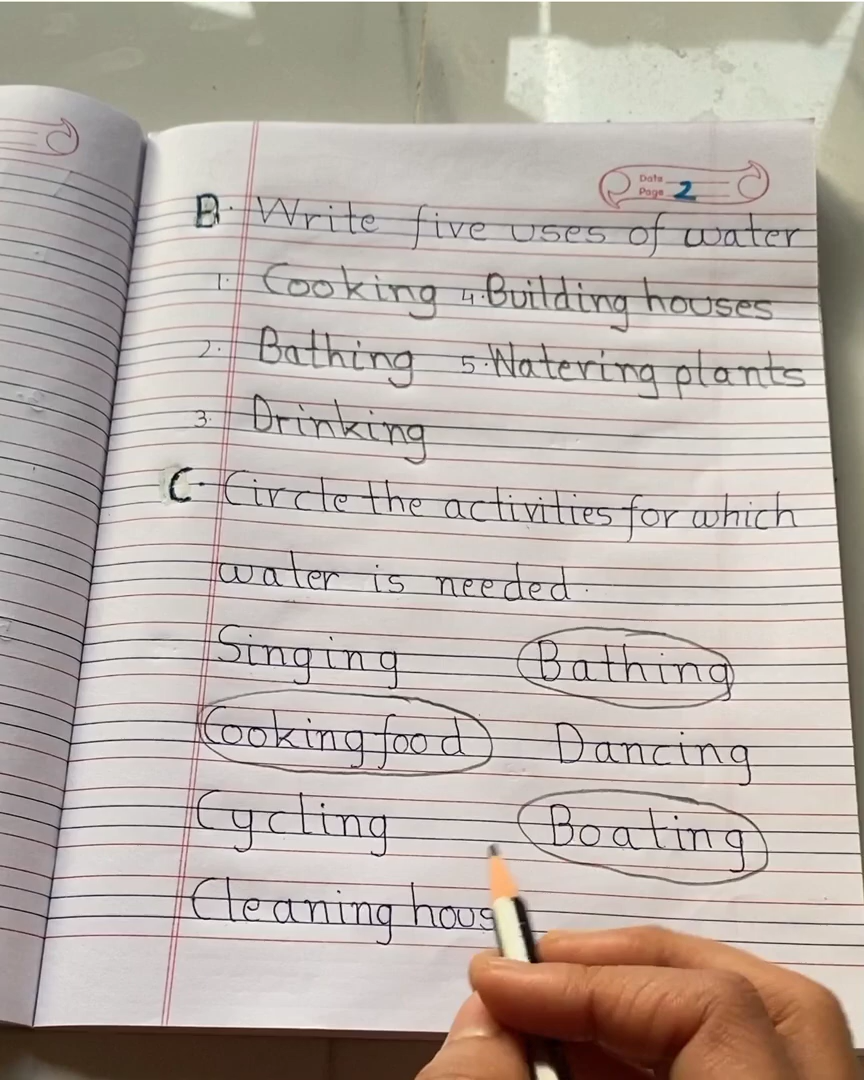 Data
Page 2
B. Write five uses of water
1. Cooking 4. Building houses
2. Bathing 5. Watering plants
3. Drinking
C. Circle the activities for which
water is needed.
Singing Bathing
Cooking food Dancing
Cycling Boating
Cleaning hous